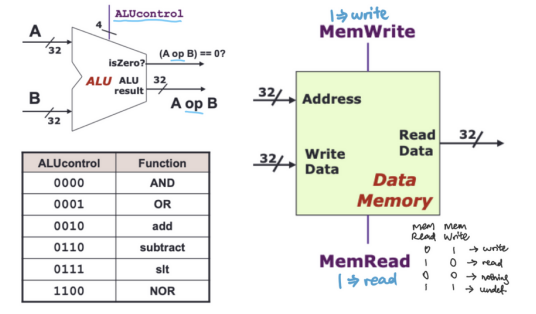 ALUcontrol
4
A
32
isZero?
(A op B) == 0?
ALU
ALU
result
32
A op B
B
32
ALUcontrol Function
0000 AND
0001 OR
0010 add
0110 subtract
0111 slt
1100 NOR
1 ⇒ write
MemWrite
32
Address
32
Write
Data
Read
Data
32
Data
Memory
MemRead
1 ⇒ read
Mem Mem
Read Write
0 1 → write
1 0 → read
0 0 → nothing
1 1 → undef.